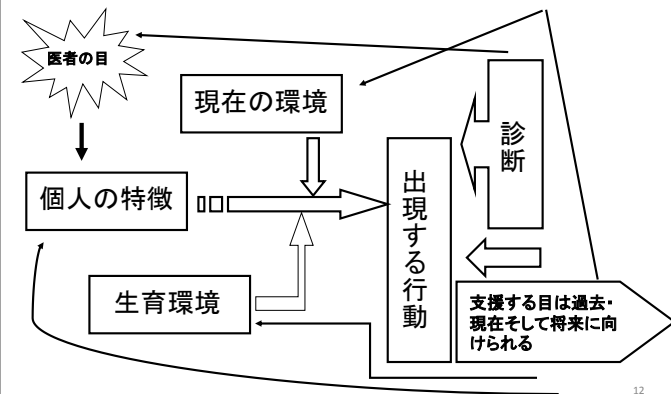 医者の目
現在の環境
診断
個人の特徴
出現する行動
生育環境
支援する目は過去・
現在そして将来に向
けられる
12